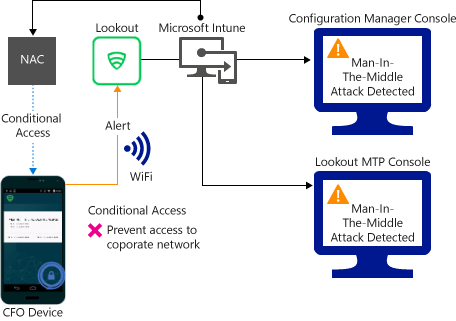 Lookout
Microsoft Intune
Configuration Manager Console
NAC
Man-In-
The-Middle
Attack Detected
Conditional
Access
Alert
WiFi
Lookout MTP Console
Man-In-
The-Middle
Attack Detected
Conditional Access
Prevent access to
coporate network
CFO Device